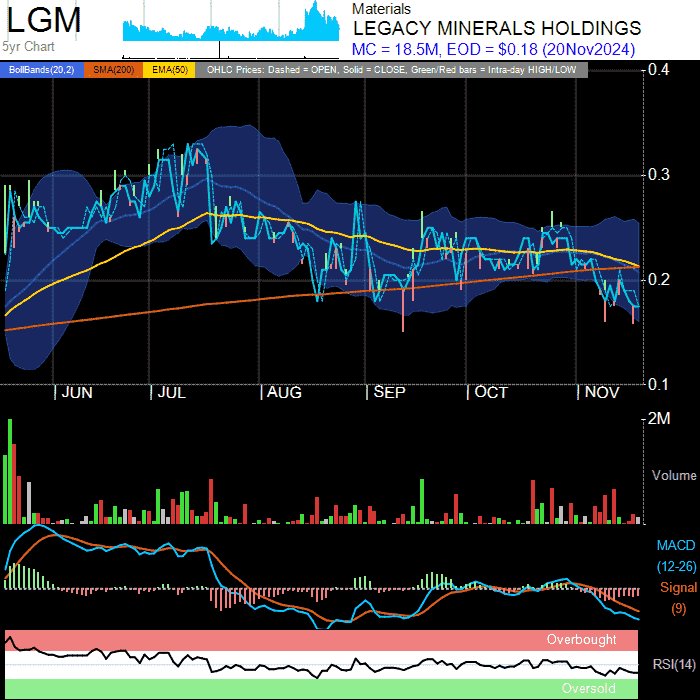 LGM
5yr Chart
Materials
LEGACY MINERALS HOLDINGS
MC = 18.5M, EOD = $0.18 (20Nov2024)
BollBands(20,2) SMA(200) EMA(50) OHLC Prices: Dashed = OPEN, Solid = CLOSE, Green/Red bars = Intra-day HIGH/LOW
0.4
0.3
0.2
0.1
JUN JUL AUG SEP OCT NOV
2M
Volume
MACD
(12-26)
Signal
(9)
Overbought
RSI(14)
Oversold